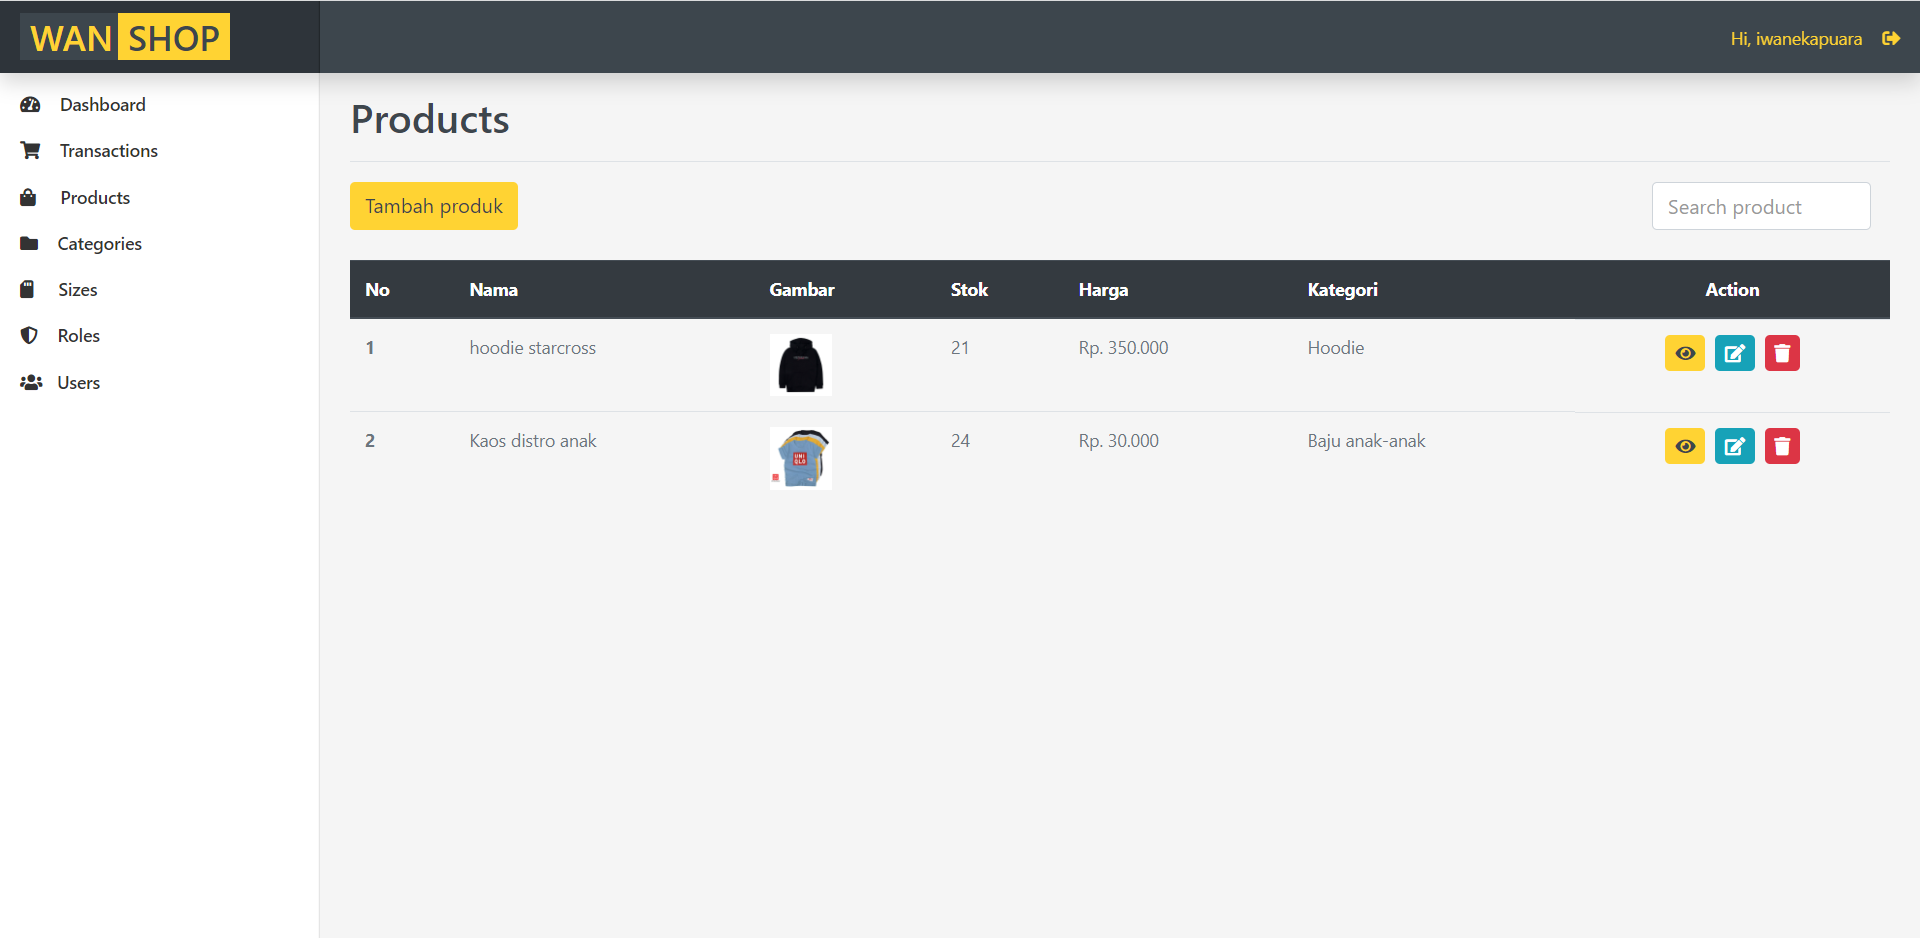 WAN SHOP
Hi, iwanekapuara
Dashboard
Transactions
Products
Categories
Sizes
Roles
Users
Products
Tambah produk
Search product
No Nama Gambar Stok Harga Kategori Action
1 hoodie starcross 21 Rp. 350.000 Hoodie
2 Kaos distro anak 24 Rp. 30.000 Baju anak-anak
UNI
QLO